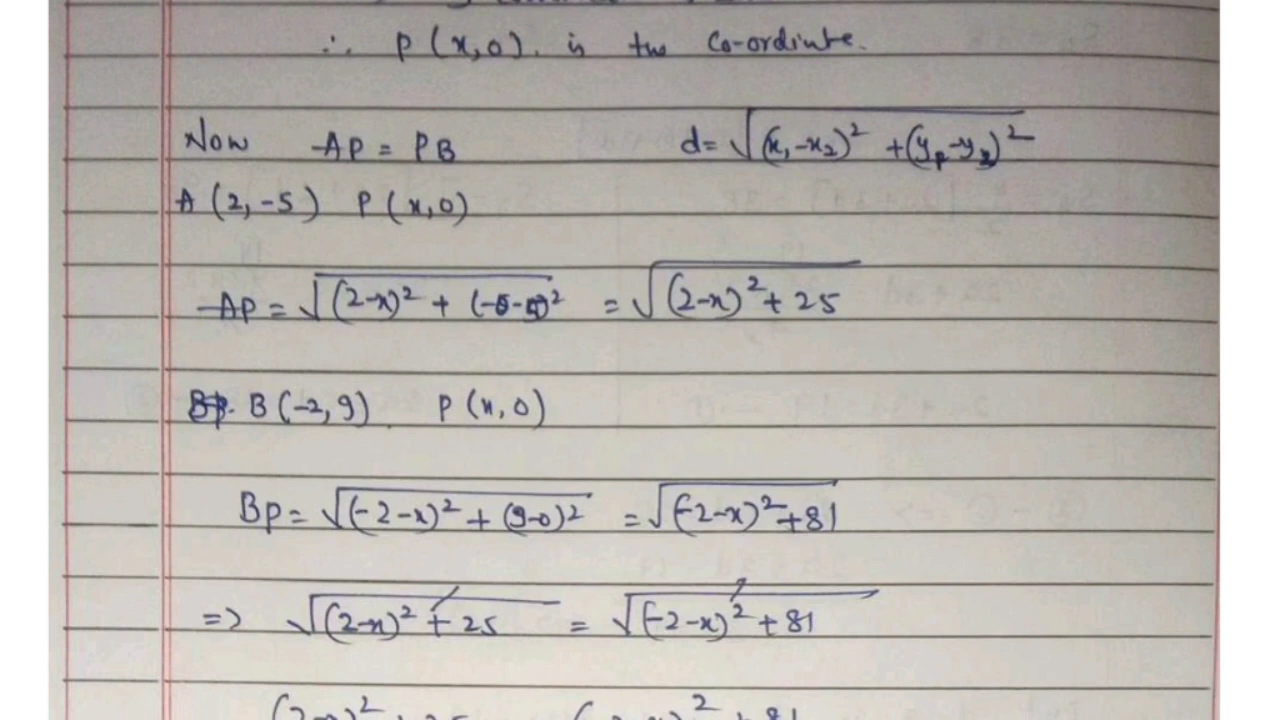 ∴ P (x,0). is the Co-ordinate.
Now AP = PB d= √(x₁-x₂)² +(y₁-y₂)²
A (2,-5) P (x,0)
AP = √(2-x)² + (-5-0)² = √(2-x)²+ 25
B (-2,9) P (x,0)
BP = √(-2-x)² + (9-0)² = √(-2-x)²+81
=> √(2-x)² + 25 = √(-2-x)² +81